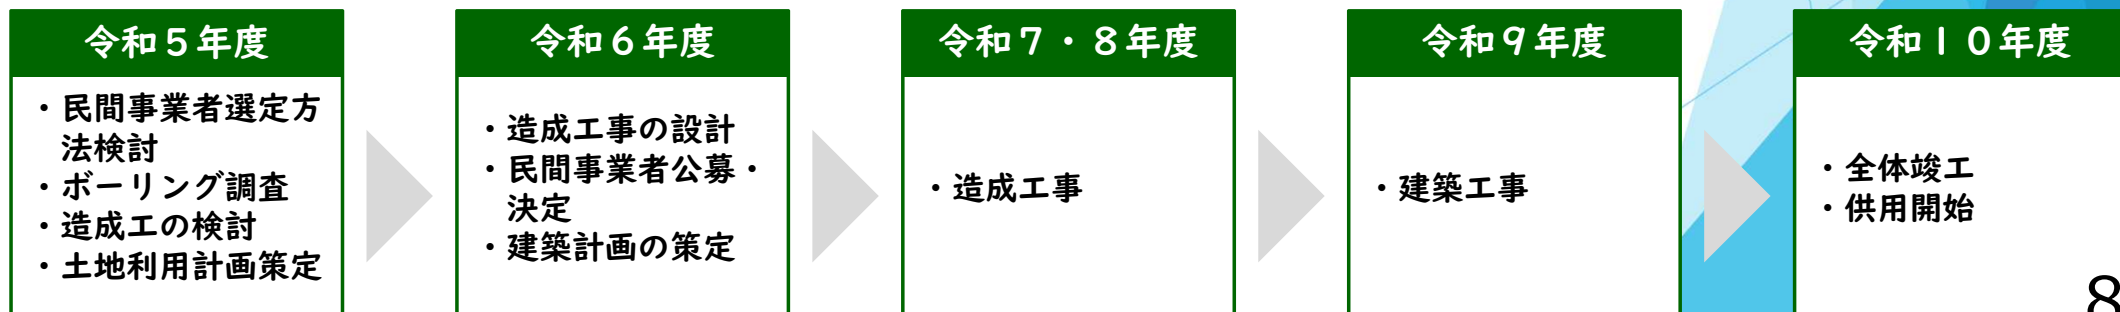 令和５年度
・民間事業者選定方
法検討
・ボーリング調査
・造成工の検討
・土地利用計画策定
令和６年度
・造成工事の設計
・民間事業者公募・
決定
・建築計画の策定
令和７・８年度
・造成工事
令和９年度
・建築工事
令和１０年度
・全体竣工
・供用開始
8